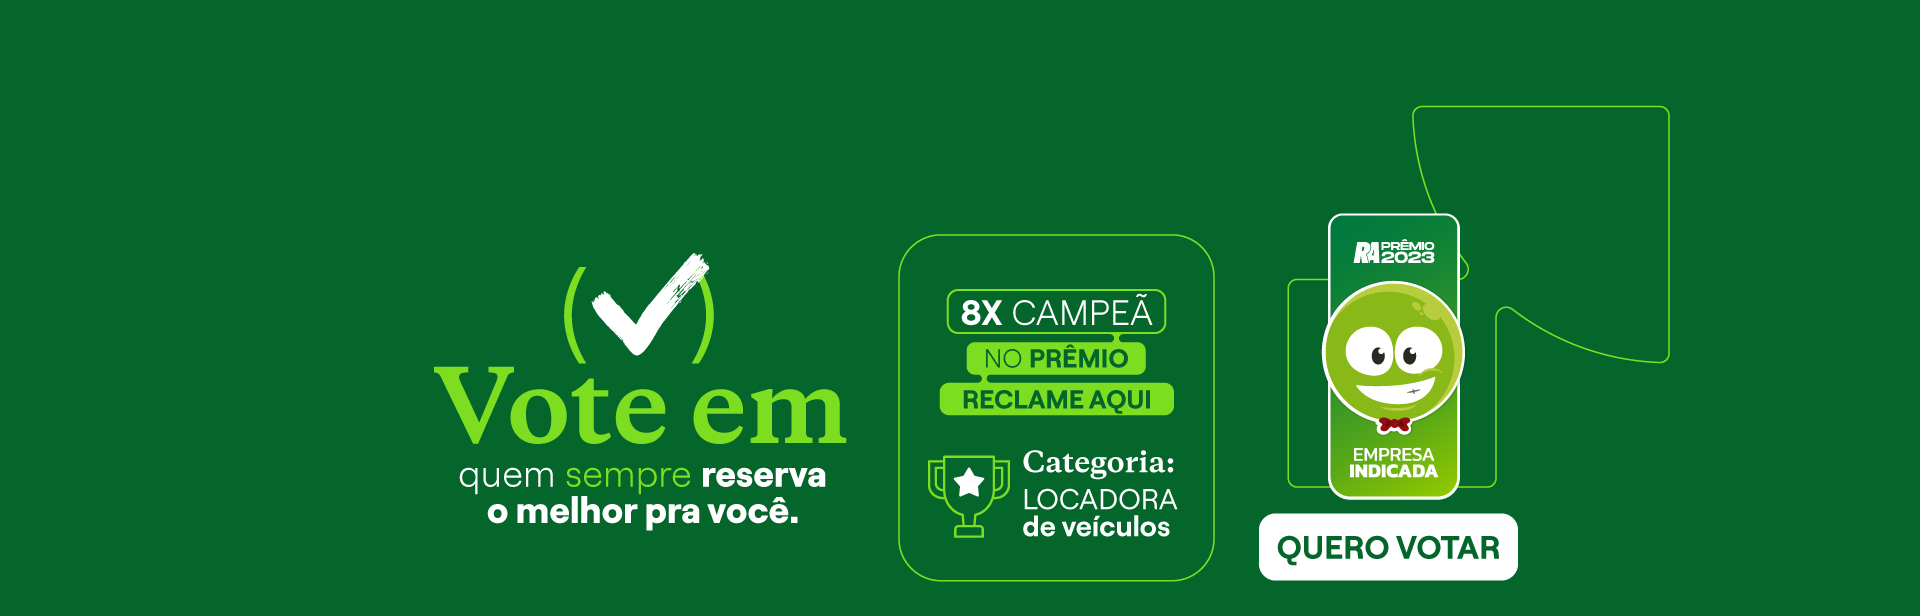 Vote em
quem sempre reserva
o melhor pra você.
8X CAMPEÃ
NO PRÊMIO
RECLAME AQUI
Categoria:
LOCADORA
de veículos
RA PRÊMIO
2023
EMPRESA
INDICADA
QUERO VOTAR